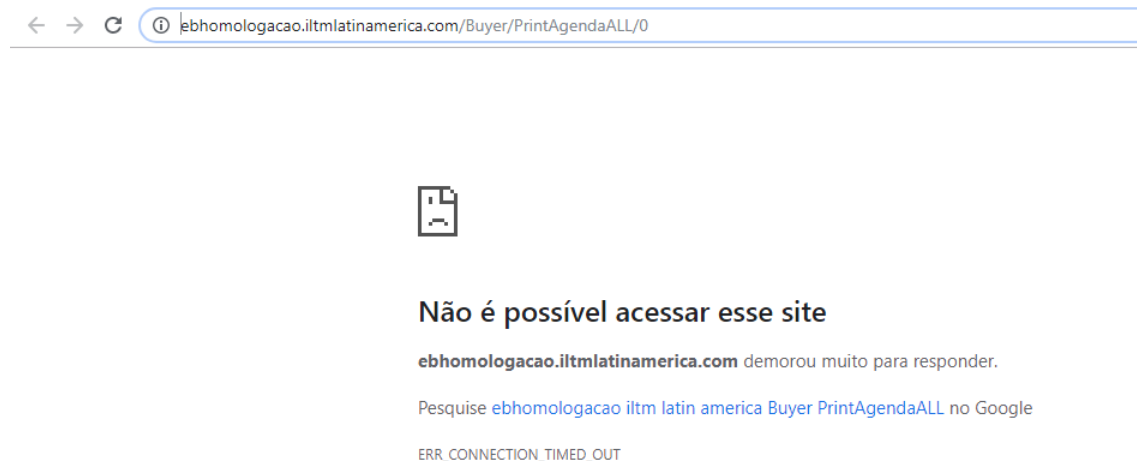 ebhomologacao.iltmlatinamerica.com/Buyer/PrintAgendaALL/0
Não é possível acessar esse site
ebhomologacao.iltmlatinamerica.com demorou muito para responder.
Pesquise ebhomologacao iltm latin america Buyer PrintAgendaALL no Google
ERR_CONNECTION_TIMED_OUT